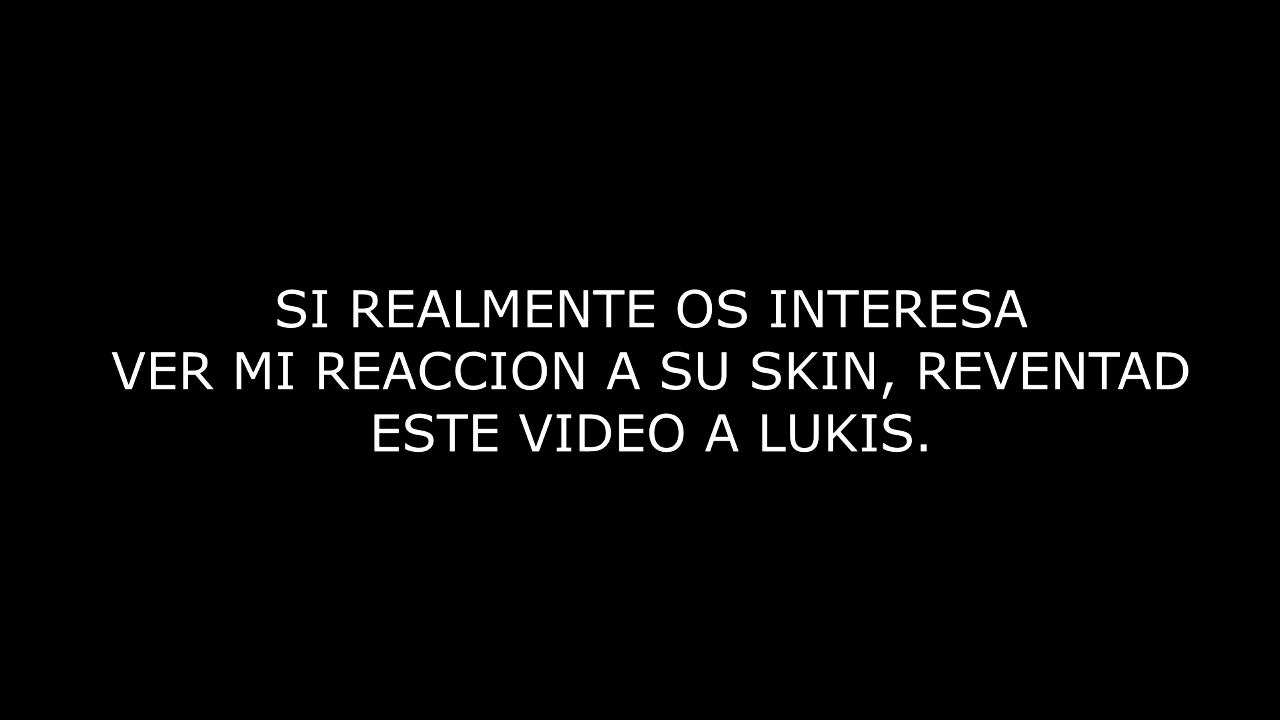 SI REALMENTE OS INTERESA
VER MI REACCION A SU SKIN, REVENTAD
ESTE VIDEO A LUKIS.